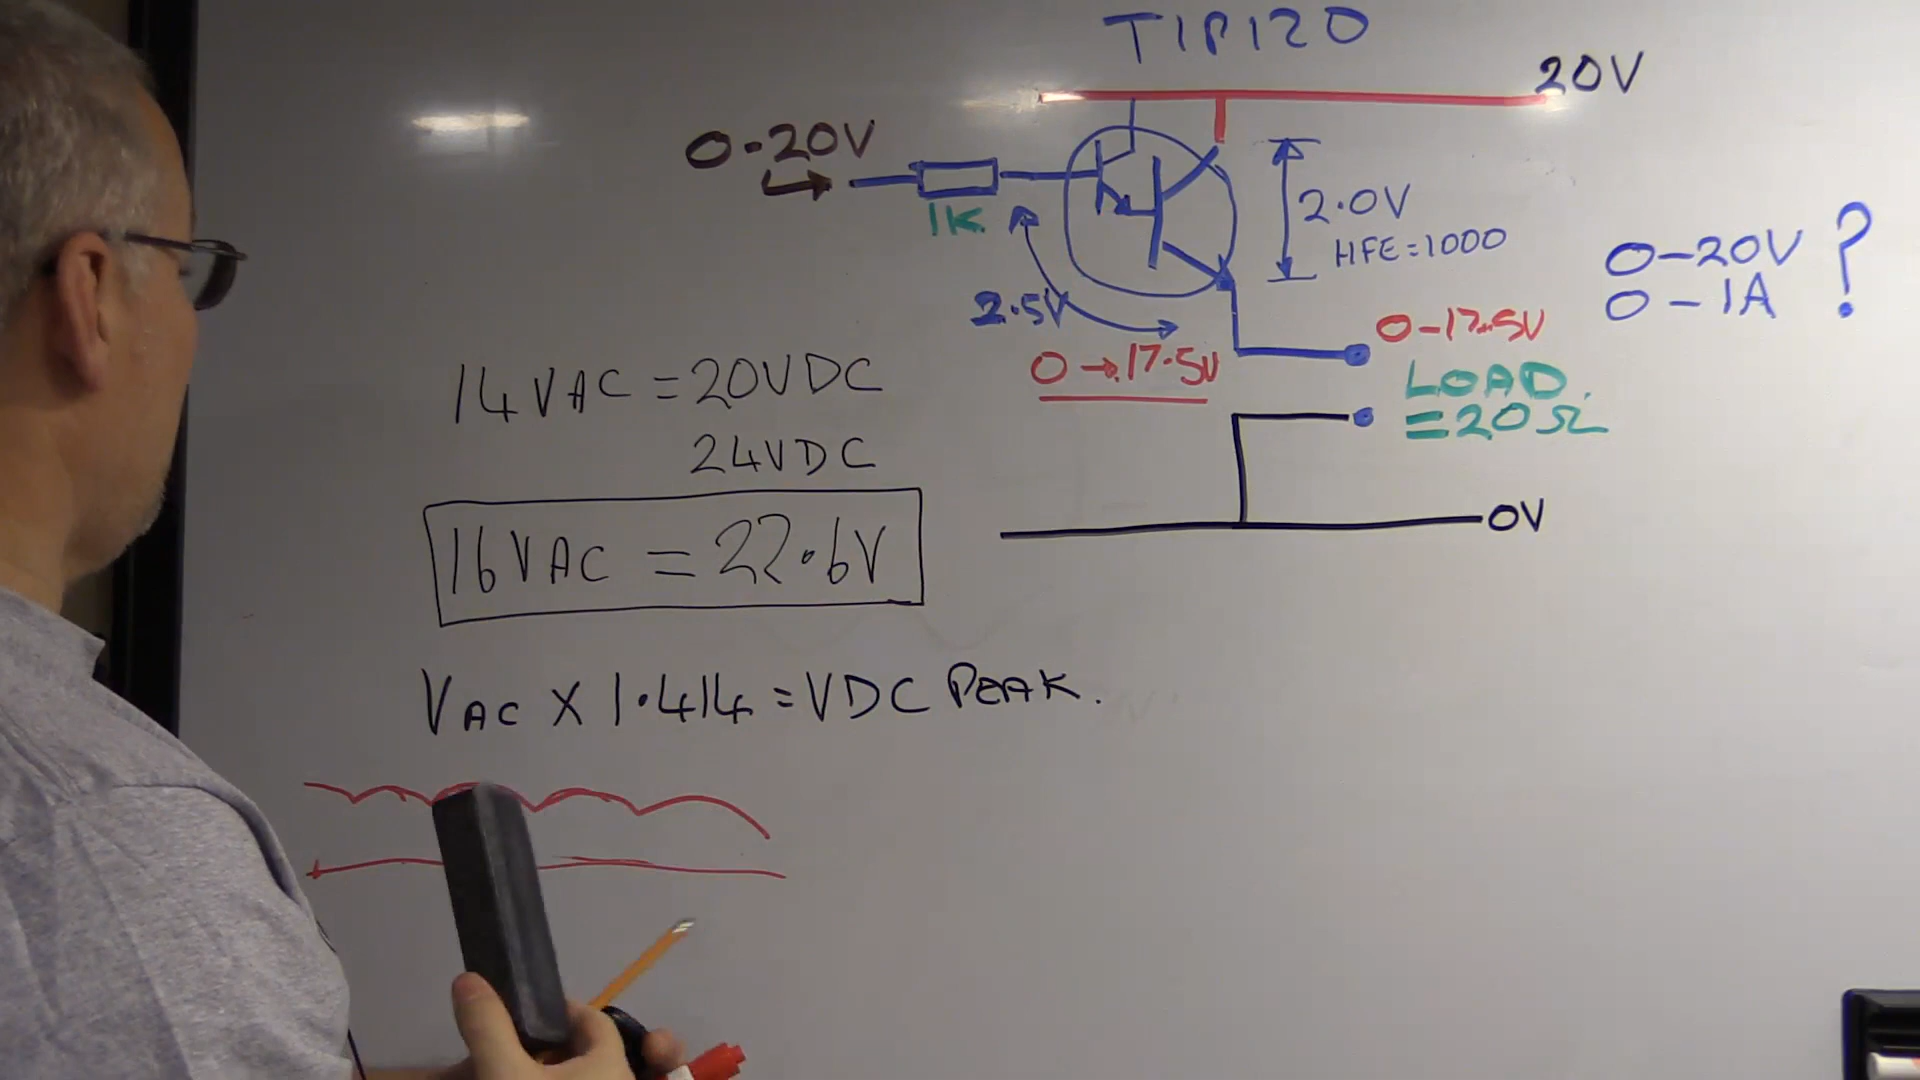 TIP120
20V
0-20V
1K
2.0V
HFE=1000
0-20V ?
0-1A
2.5V
0→17.5V
0-17.5V
LOAD.
=20Ω
14VAC=20VDC
24VDC
16VAC = 22.6V
0V
VAC X 1.414=VDC PEAK.